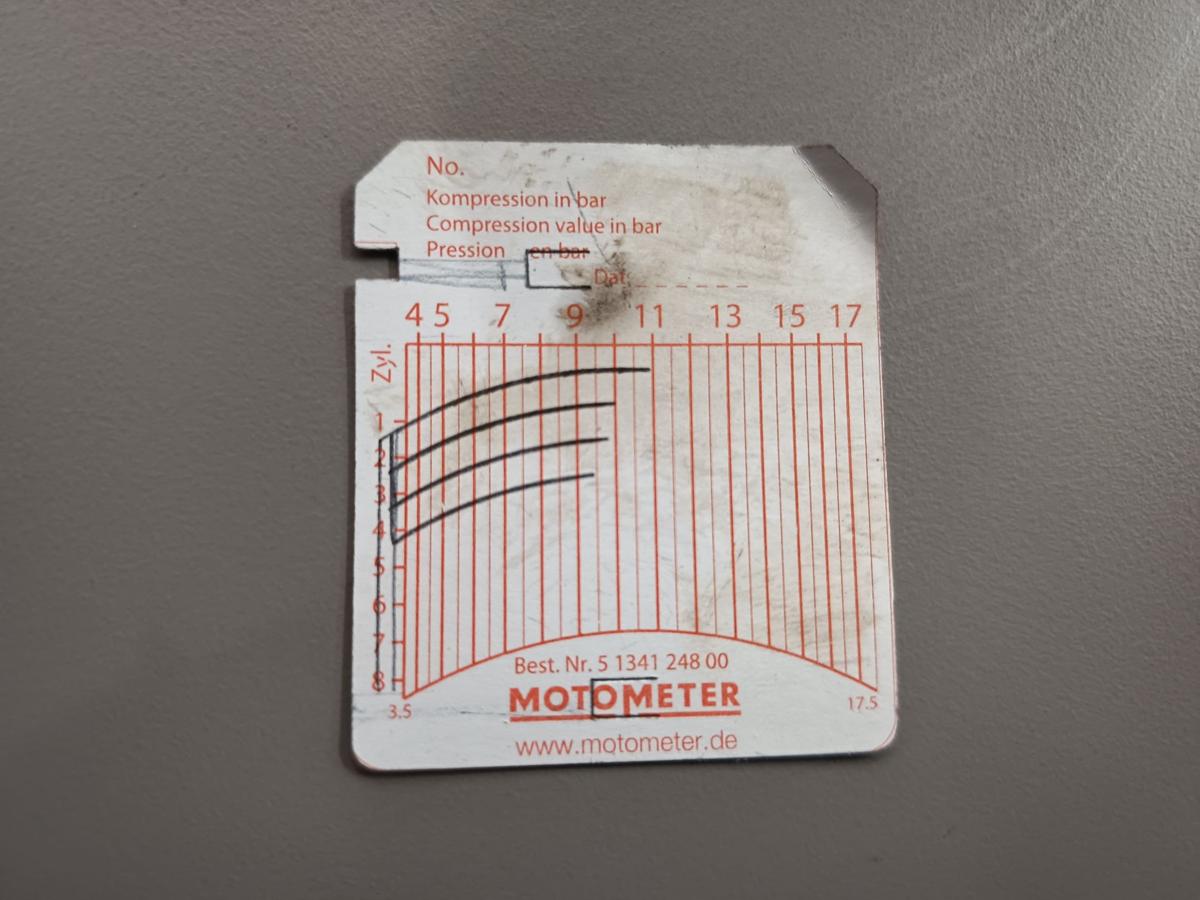 No.
Kompression in bar
Compression value in bar
Pression en bar
Dat.
4 5 7 9 11 13 15 17
Zyl.
1
2
3
4
5
6
7
8
3.5
17.5
Best. Nr. 5 1341 248 00
MOTOMETER
www.motometer.de